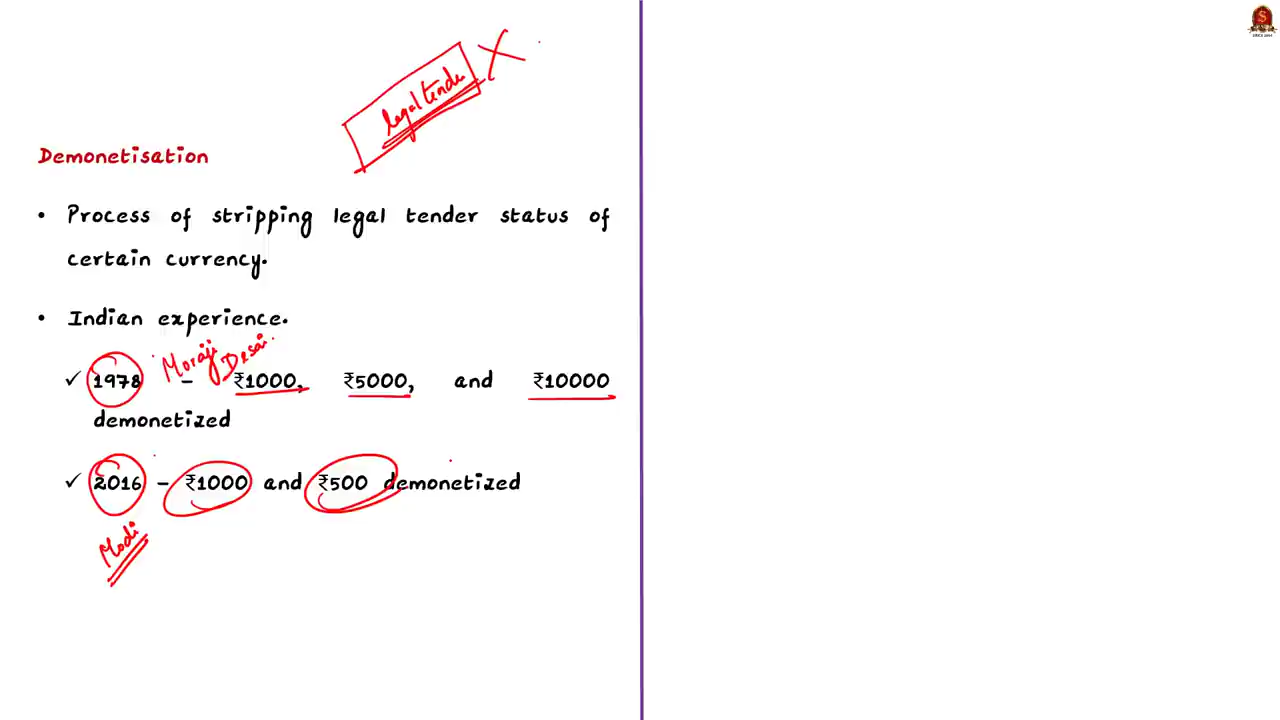 legal tender X
Demonetisation
• Process of stripping legal tender status of
certain currency.
• Indian experience.
Moraji Desai
✓ 1978 – ₹1000, ₹5000, and ₹10000
demonetized
✓ 2016 – ₹1000 and ₹500 demonetized
Modi